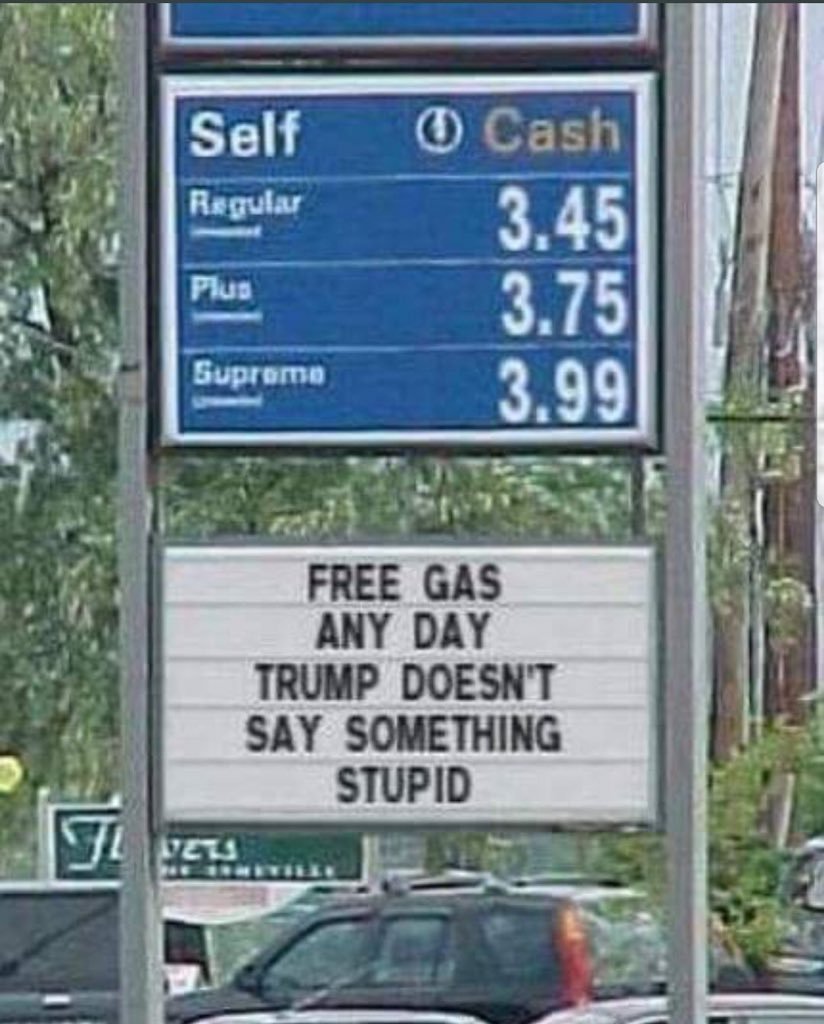 Self Cash
Regular
3.45
Plus
3.75
Supreme
3.99
FREE GAS
ANY DAY
TRUMP DOESN'T
SAY SOMETHING
STUPID